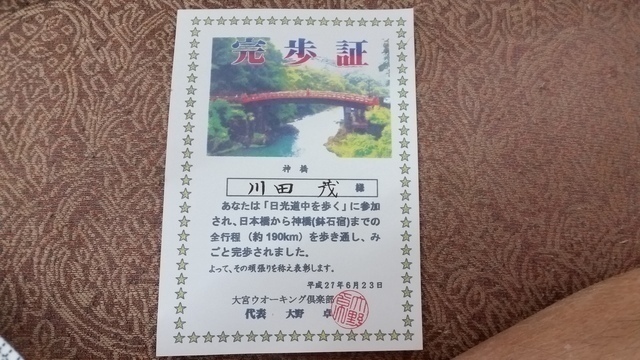 完歩証
神橋
川田 茂 様
あなたは「日光道中を歩く」に参加
され、日本橋から神橋(鉢石宿)までの
全行程（約190km）を歩き通し、み
ごと完歩されました。
よって、その頑張りを称え表彰します。
平成27年6月23日
大宮ウオーキング倶楽部
代表 大野 卓